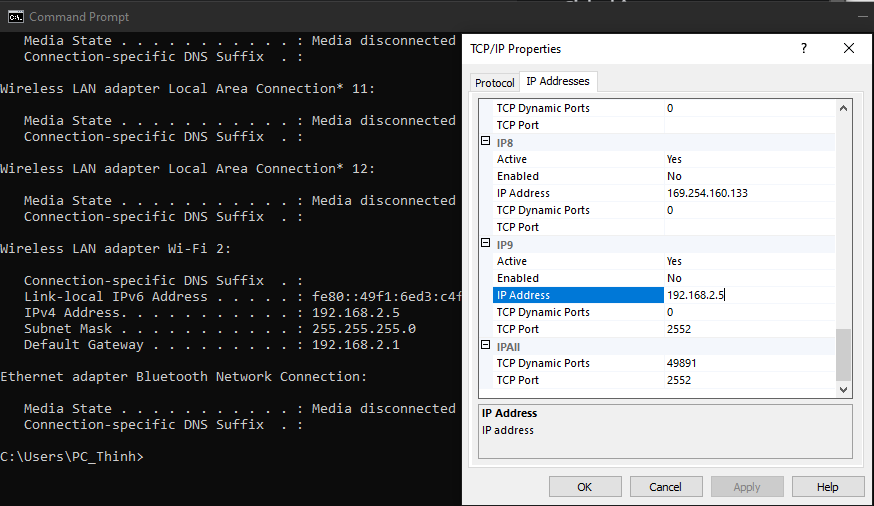 Command Prompt
Media State . . . . . . . . . . . : Media disconnected
Connection-specific DNS Suffix  . :
Wireless LAN adapter Local Area Connection* 11:
Media State . . . . . . . . . . . : Media disconnected
Connection-specific DNS Suffix  . :
Wireless LAN adapter Local Area Connection* 12:
Media State . . . . . . . . . . . : Media disconnected
Connection-specific DNS Suffix  . :
Wireless LAN adapter Wi-Fi 2:
Connection-specific DNS Suffix  . :
Link-local IPv6 Address . . . . . : fe80::49f1:6ed3:c4f
IPv4 Address. . . . . . . . . . . : 192.168.2.5
Subnet Mask . . . . . . . . . . . : 255.255.255.0
Default Gateway . . . . . . . . . : 192.168.2.1
Ethernet adapter Bluetooth Network Connection:
Media State . . . . . . . . . . . : Media disconnected
Connection-specific DNS Suffix  . :
C:\Users\PC_Thinh>
TCP/IP Properties
Protocol IP Addresses
TCP Dynamic Ports 0
TCP Port
IP8
Active Yes
Enabled No
IP Address 169.254.160.133
TCP Dynamic Ports 0
TCP Port
IP9
Active Yes
Enabled No
IP Address 192.168.2.5
TCP Dynamic Ports 0
TCP Port 2552
IPAll
TCP Dynamic Ports 49891
TCP Port 2552
IP Address
IP address
OK Cancel Apply Help